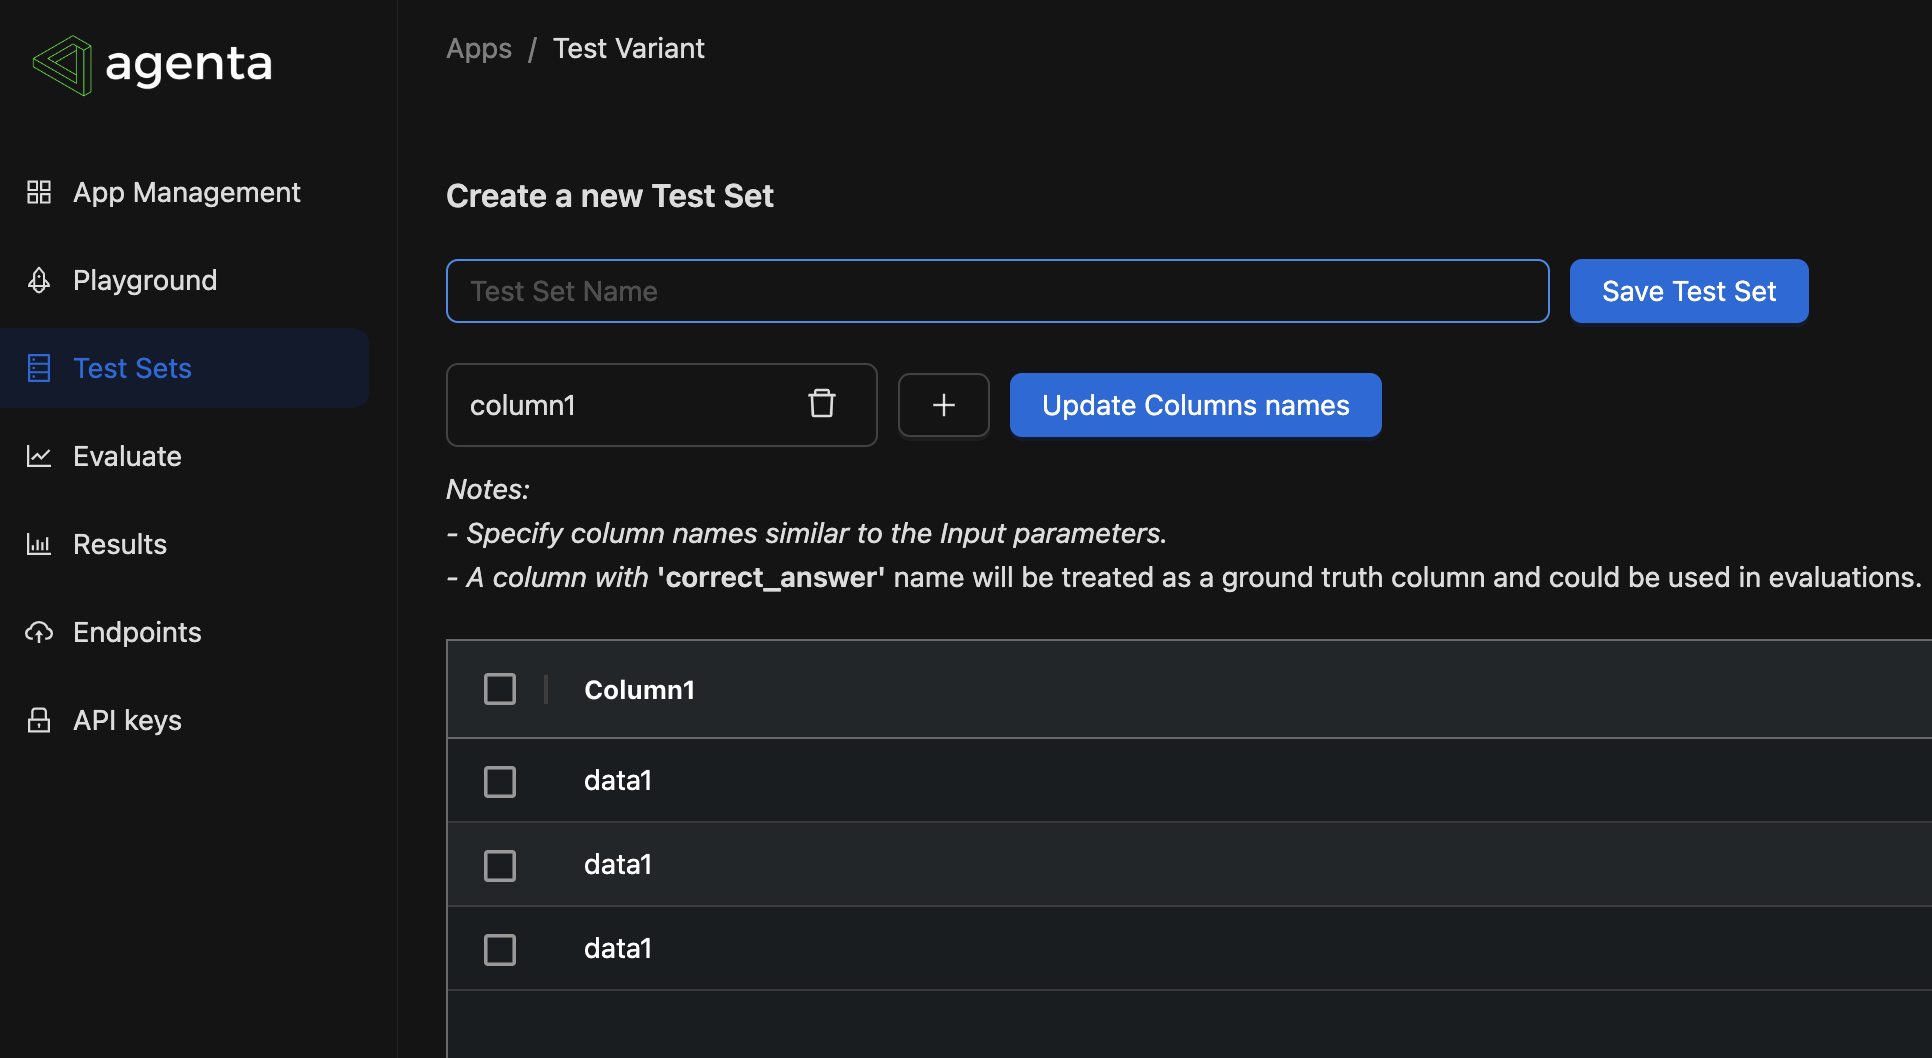 agenta
App Management
Playground
Test Sets
Evaluate
Results
Endpoints
API keys
Apps / Test Variant
Create a new Test Set
Test Set Name
Save Test Set
column1
+
Update Columns names
Notes:
- Specify column names similar to the Input parameters.
- A column with 'correct_answer' name will be treated as a ground truth column and could be used in evaluations.
Column1
data1
data1
data1